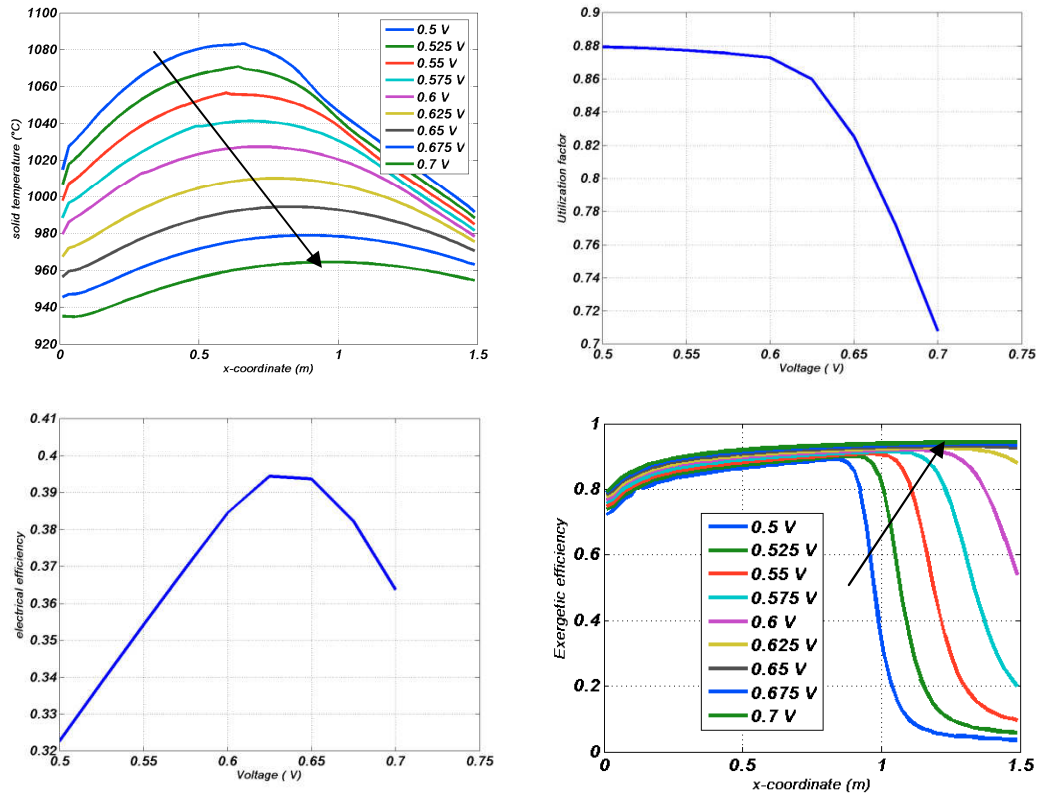 1100
1080
1060
1040
1020
1000
980
960
940
920
solid temperature (°C)
0
0.5
1
1.5
x-coordinate (m)
0.5 V
0.525 V
0.55 V
0.575 V
0.6 V
0.625 V
0.65 V
0.675 V
0.7 V
0.9
0.88
0.86
0.84
0.82
0.8
0.78
0.76
0.74
0.72
0.7
Utilization factor
0.5
0.55
0.6
0.65
0.7
0.75
Voltage ( V)
0.41
0.4
0.39
0.38
0.37
0.36
0.35
0.34
0.33
0.32
electrical efficiency
0.5
0.55
0.6
0.65
0.7
0.75
Voltage ( V)
1
0.8
0.6
0.4
0.2
0
Exergetic efficiency
0.5 V
0.525 V
0.55 V
0.575 V
0.6 V
0.625 V
0.65 V
0.675 V
0.7 V
0
0.5
1
1.5
x-coordinate (m)